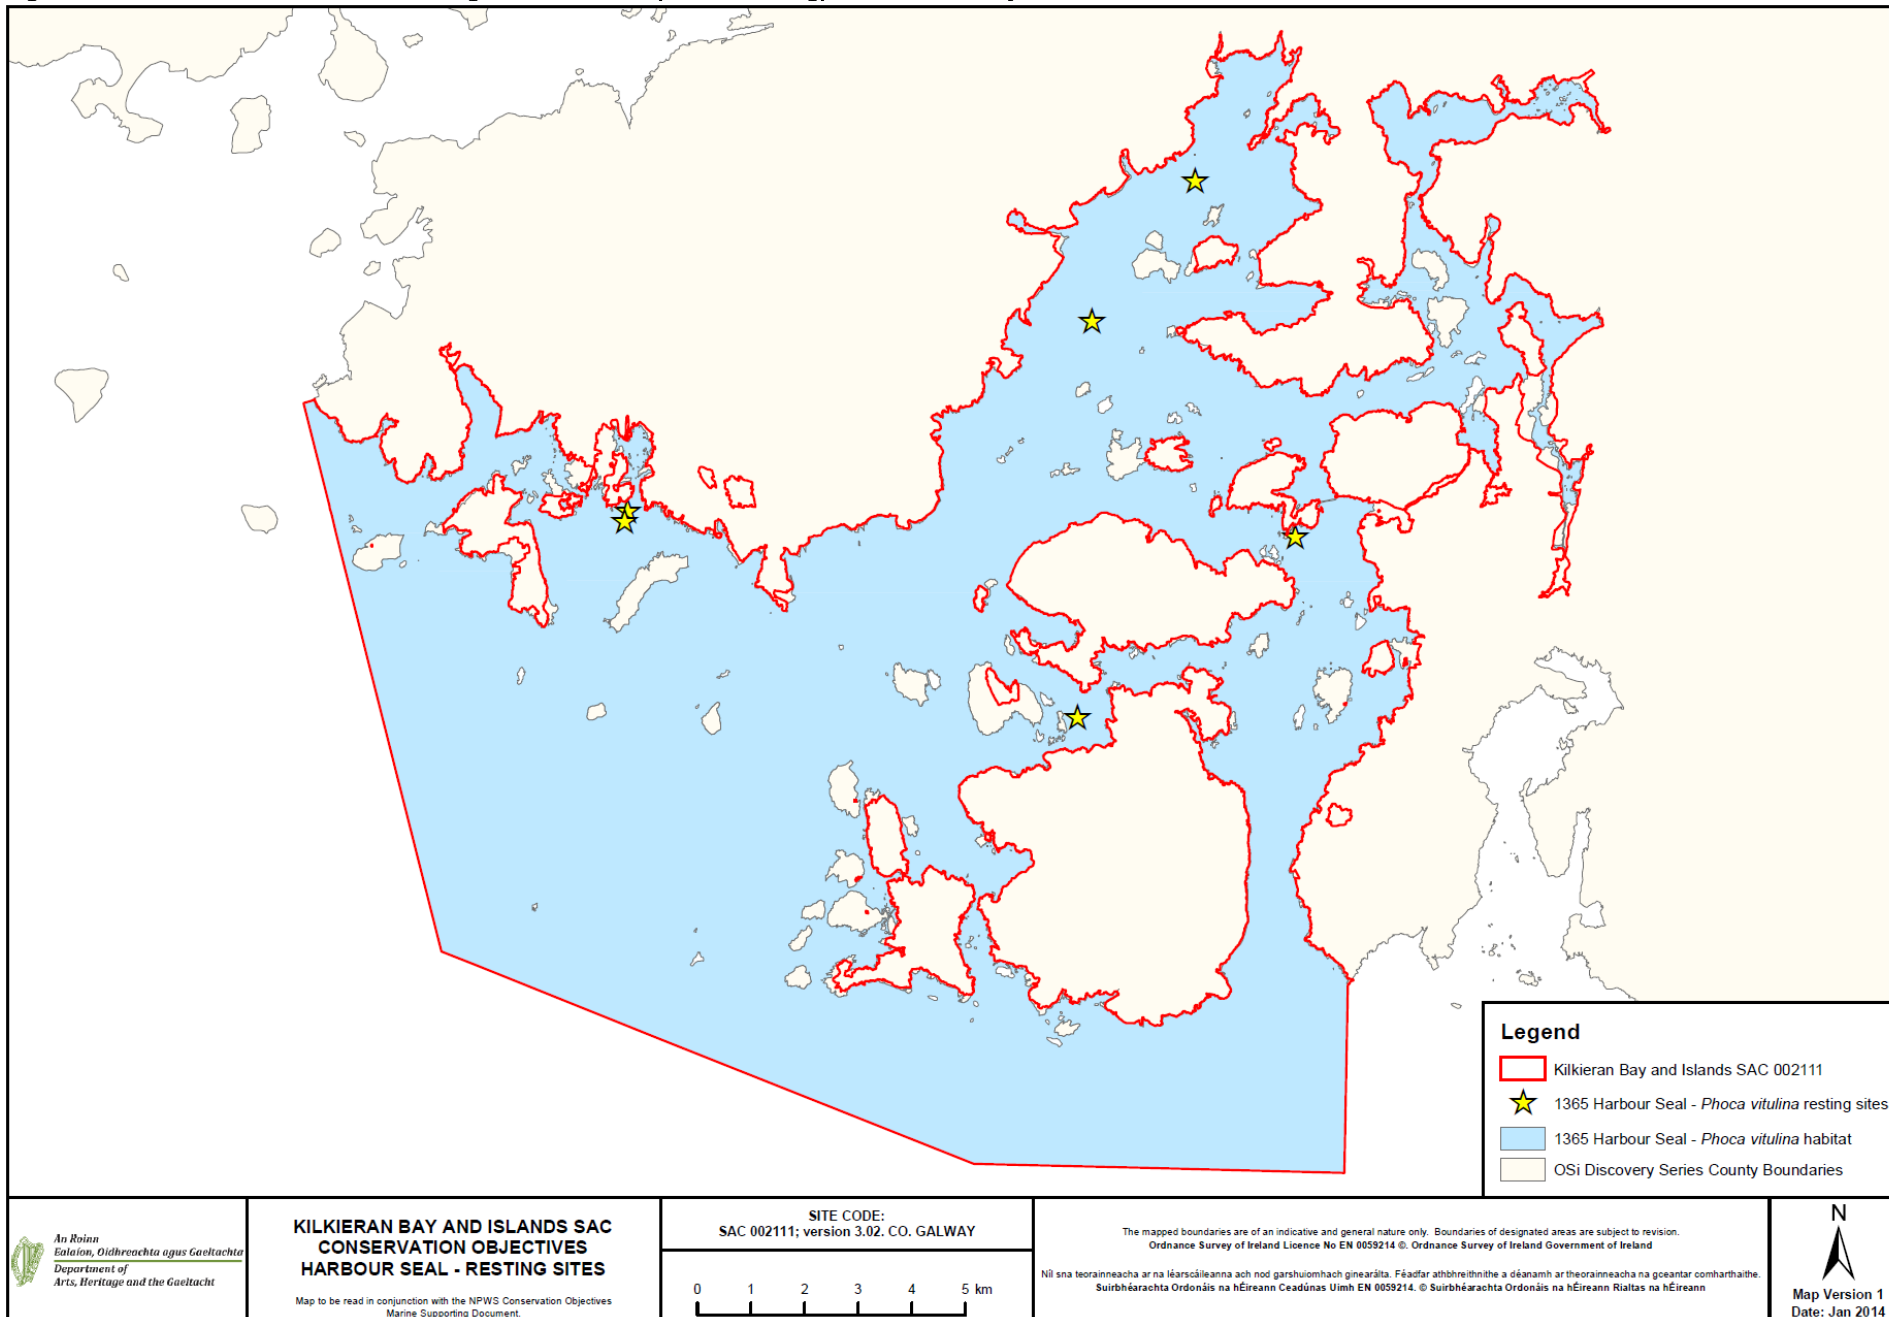 Legend
Kilkieran Bay and Islands SAC 002111
1365 Harbour Seal - Phoca vitulina resting sites
1365 Harbour Seal - Phoca vitulina habitat
OSi Discovery Series County Boundaries
An Roinn
Ealaíon, Oidhreachta agus Gaeltachta
Department of
Arts, Heritage and the Gaeltacht
KILKIERAN BAY AND ISLANDS SAC
CONSERVATION OBJECTIVES
HARBOUR SEAL - RESTING SITES
Map to be read in conjunction with the NPWS Conservation Objectives
Marine Supporting Document.
SITE CODE:
SAC 002111; version 3.02. CO. GALWAY
0 1 2 3 4 5 km
The mapped boundaries are of an indicative and general nature only. Boundaries of designated areas are subject to revision.
Ordnance Survey of Ireland Licence No EN 0059214 ©. Ordnance Survey of Ireland Government of Ireland
Níl sna teorainneacha ar na léarscáileanna ach nod garshuiomhach ginearálta. Féadfar athbhreithnithe a déanamh ar theorainneacha na gceantar comharthaithe.
Suirbhéarachta Ordonáis na hÉireann Ceadúnas Uimh EN 0059214. © Suirbhéarachta Ordonáis na hÉireann Rialtas na hÉireann
N
Map Version 1
Date: Jan 2014